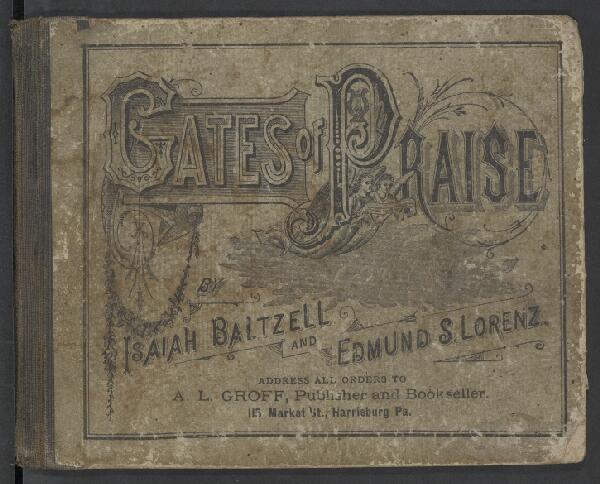 GATES OF PRAISE
BY
ISAIAH BALTZELL
AND
EDMUND S. LORENZ.
ADDRESS ALL ORDERS TO
A. L. GROFF, Publisher and Bookseller.
115 Market St., Harrisburg Pa.